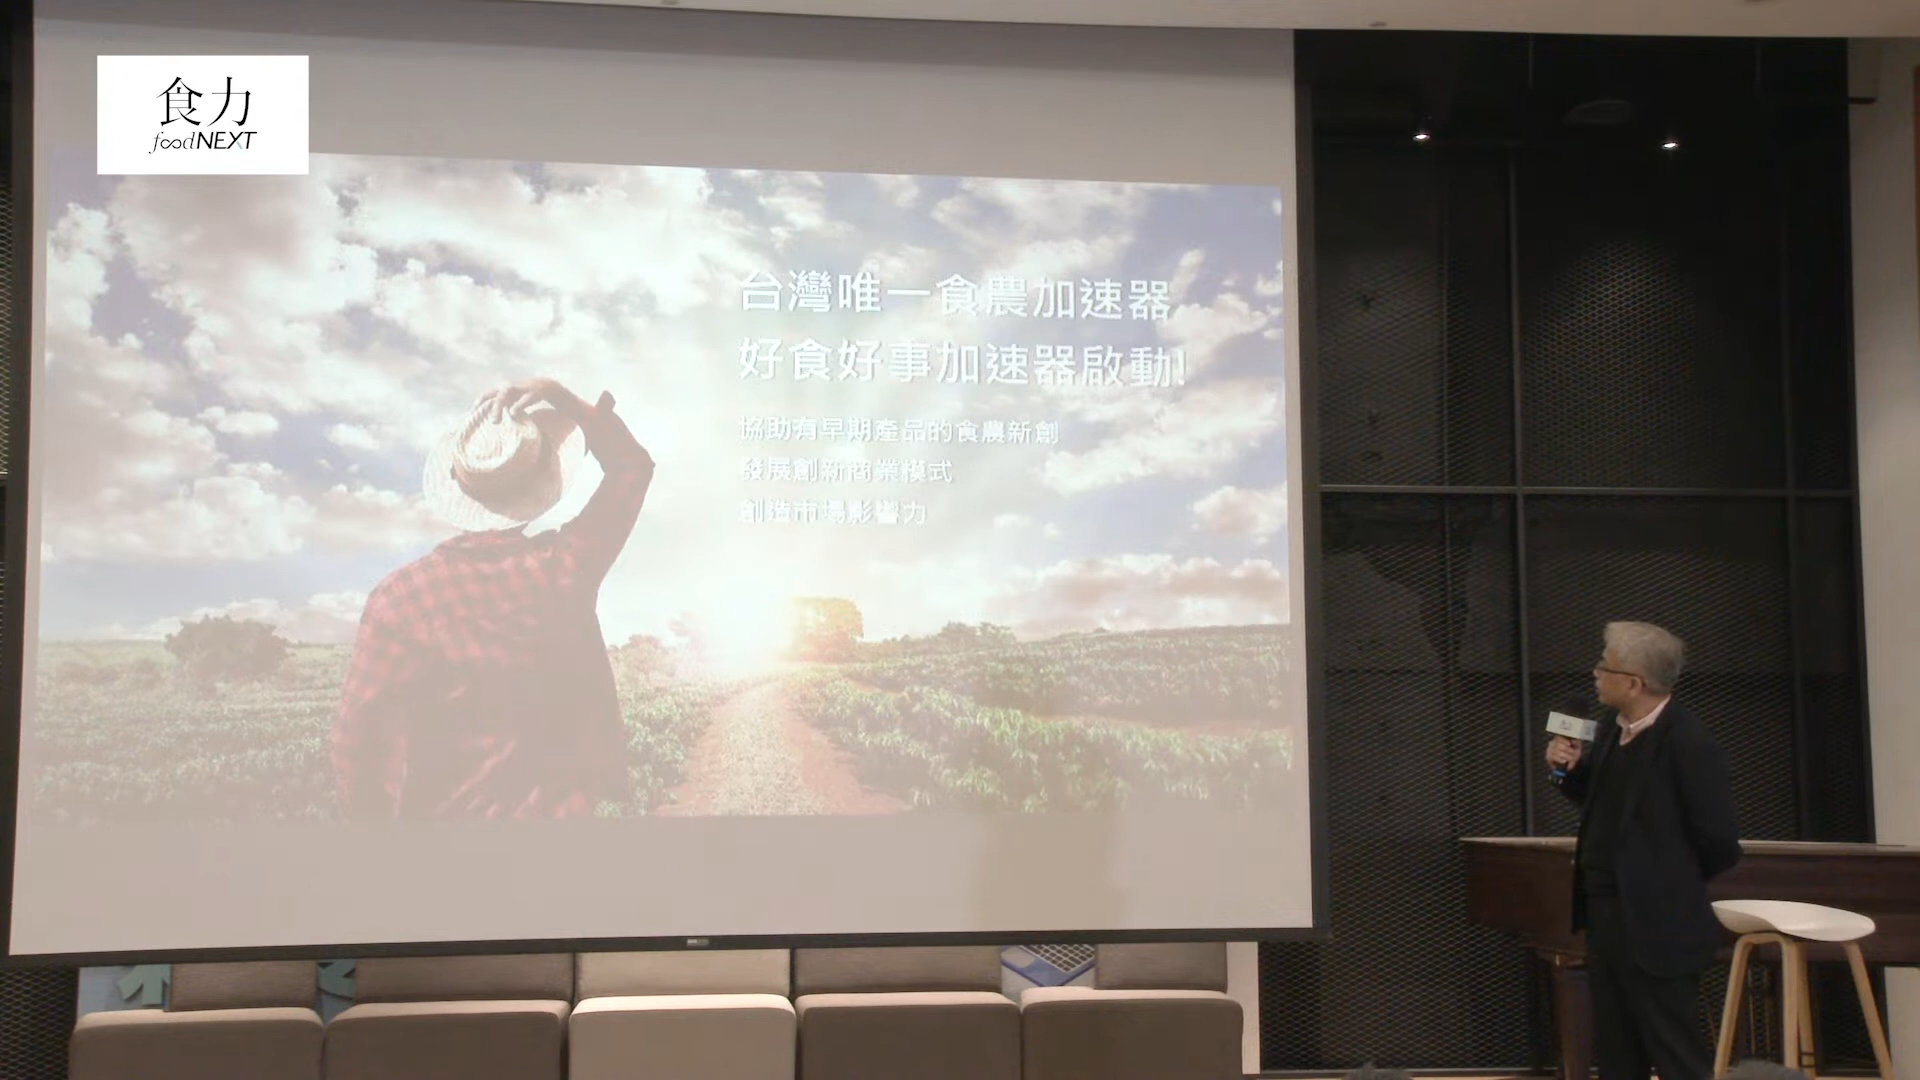 食力
foodNEXT
台灣唯一食農加速器
好食好事加速器啟動!
協助有早期產品的食農新創
發展創新商業模式
創造市場影響力